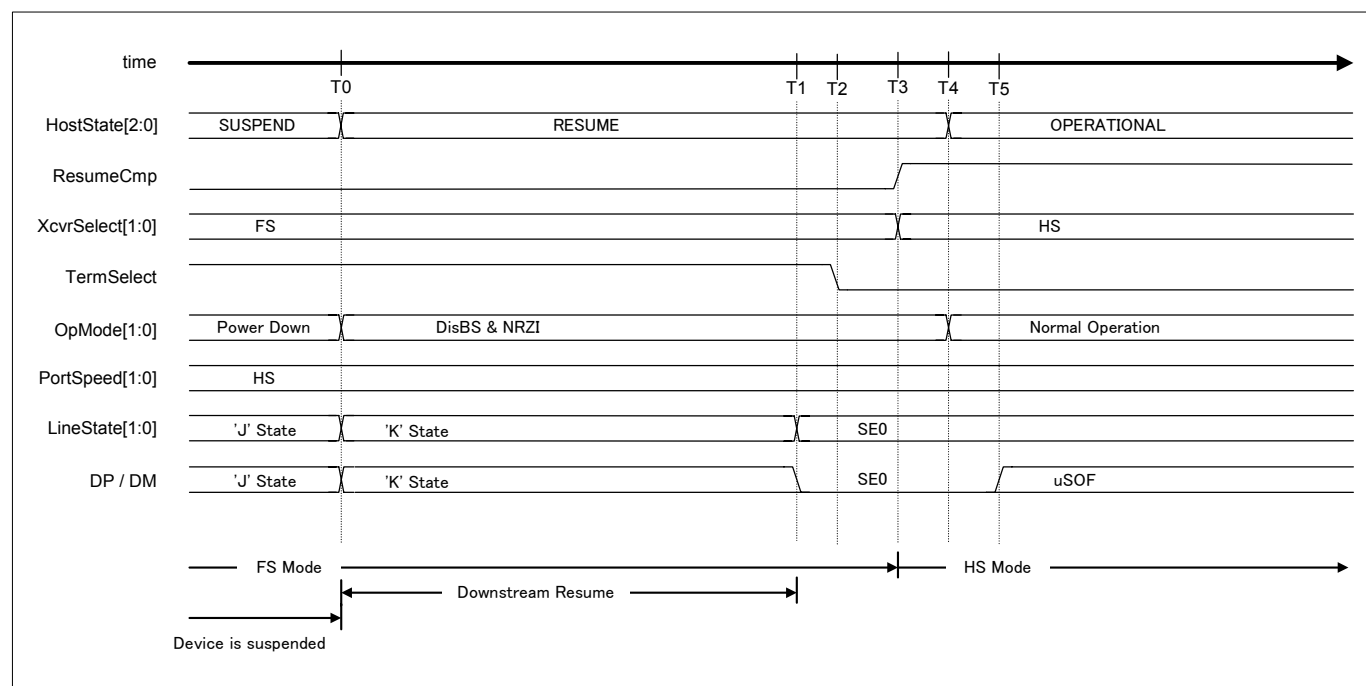 time
T0 T1 T2 T3 T4 T5
HostState[2:0] SUSPEND RESUME OPERATIONAL
ResumeCmp
XcvrSelect[1:0] FS HS
TermSelect
OpMode[1:0] Power Down DisBS & NRZI Normal Operation
PortSpeed[1:0] HS
LineState[1:0] 'J' State 'K' State SE0
DP / DM 'J' State 'K' State SE0 uSOF
FS Mode HS Mode
Downstream Resume
Device is suspended